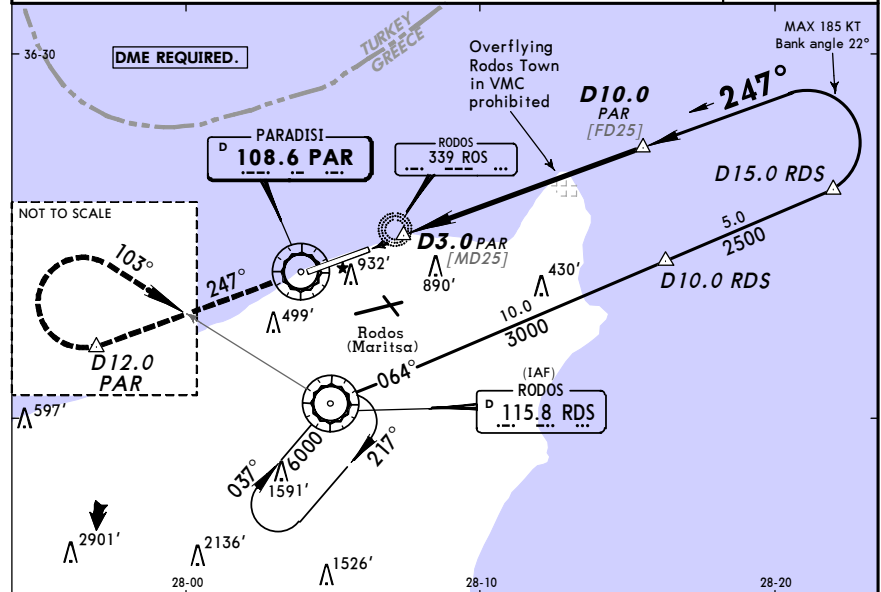 MAX 185 KT
Bank angle 22°
36-30
DME REQUIRED.
TURKEY
GREECE
Overflying
Rodos Town
in VMC
prohibited
D10.0
PAR
[FD25]
247°
PARADISI
D 108.6 PAR
RODOS
339 ROS
D15.0 RDS
NOT TO SCALE
103°
247°
D3.0 PAR
[MD25]
5.0
2500
D10.0 RDS
932'
890'
430'
499'
10.0
3000
Rodos
(Maritsa)
D12.0
PAR
064°
(IAF)
RODOS
D 115.8 RDS
597'
6000
217°
037°
1591'
2901'
2136'
1526'
28-00
28-10
28-20